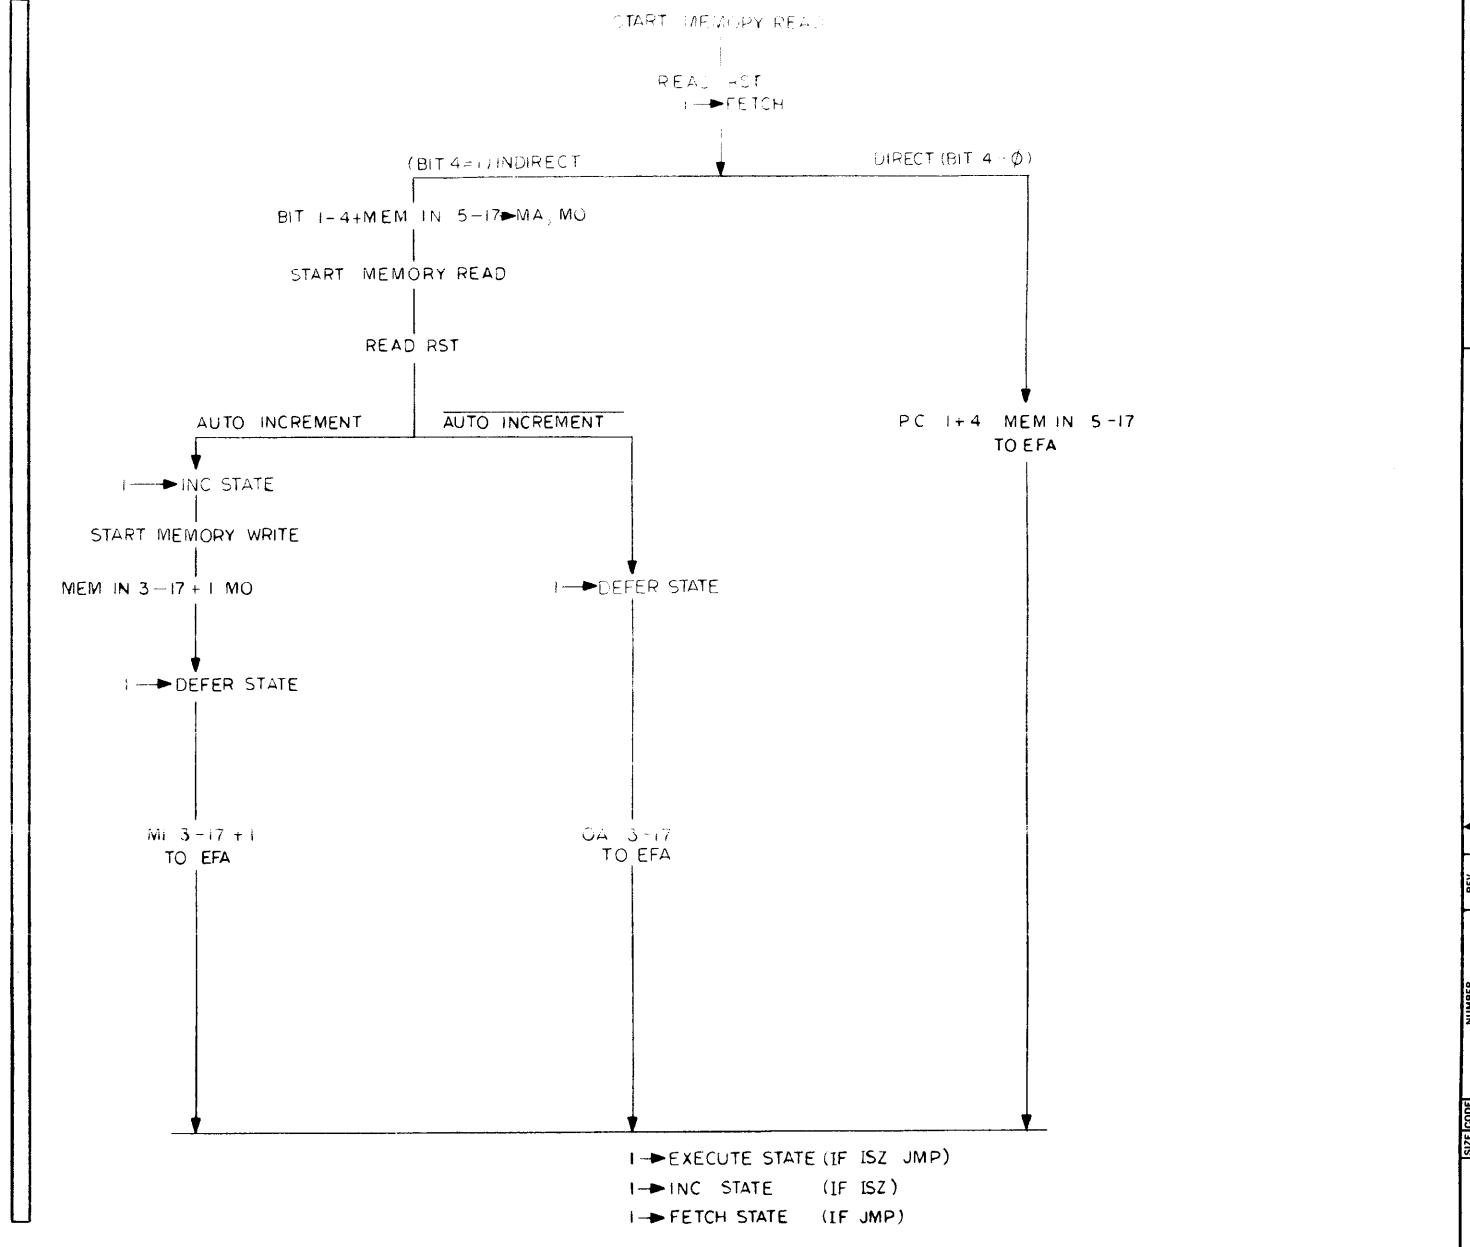 START MEMORY READ
READ RST
1→FETCH
(BIT 4=1) INDIRECT
DIRECT (BIT 4 - Ø)
BIT 1-4+MEM IN 5-17→MA, MO
START MEMORY READ
READ RST
AUTO INCREMENT
AUTO INCREMENT
PC 1+4 MEM IN 5-17
TO EFA
1→INC STATE
START MEMORY WRITE
MEM IN 3-17 + 1 MO
1→DEFER STATE
1→DEFER STATE
MI 3-17 +1
TO EFA
OA 3-17
TO EFA
1→EXECUTE STATE (IF ISZ JMP)
1→INC STATE (IF ISZ)
1→FETCH STATE (IF JMP)
REV
NUMBER
SIZE CODE